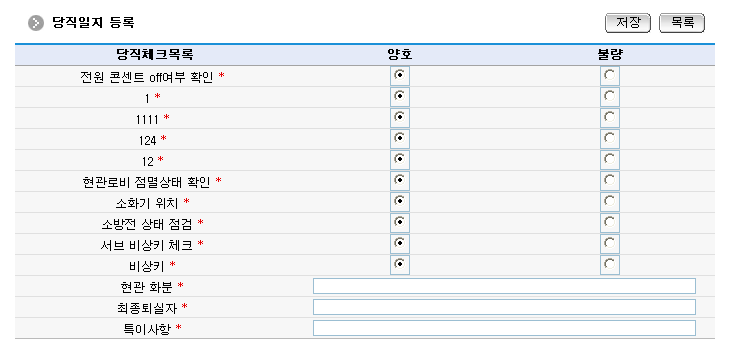 당직일지 등록
저장 목록
당직체크목록 양호 불량
전원 콘센트 off여부 확인 *
1 *
1111 *
124 *
12 *
현관로비 점멸상태 확인 *
소화기 위치 *
소방전 상태 점검 *
서브 비상키 체크 *
비상키 *
현관 화분 *
최종퇴실자 *
특이사항 *